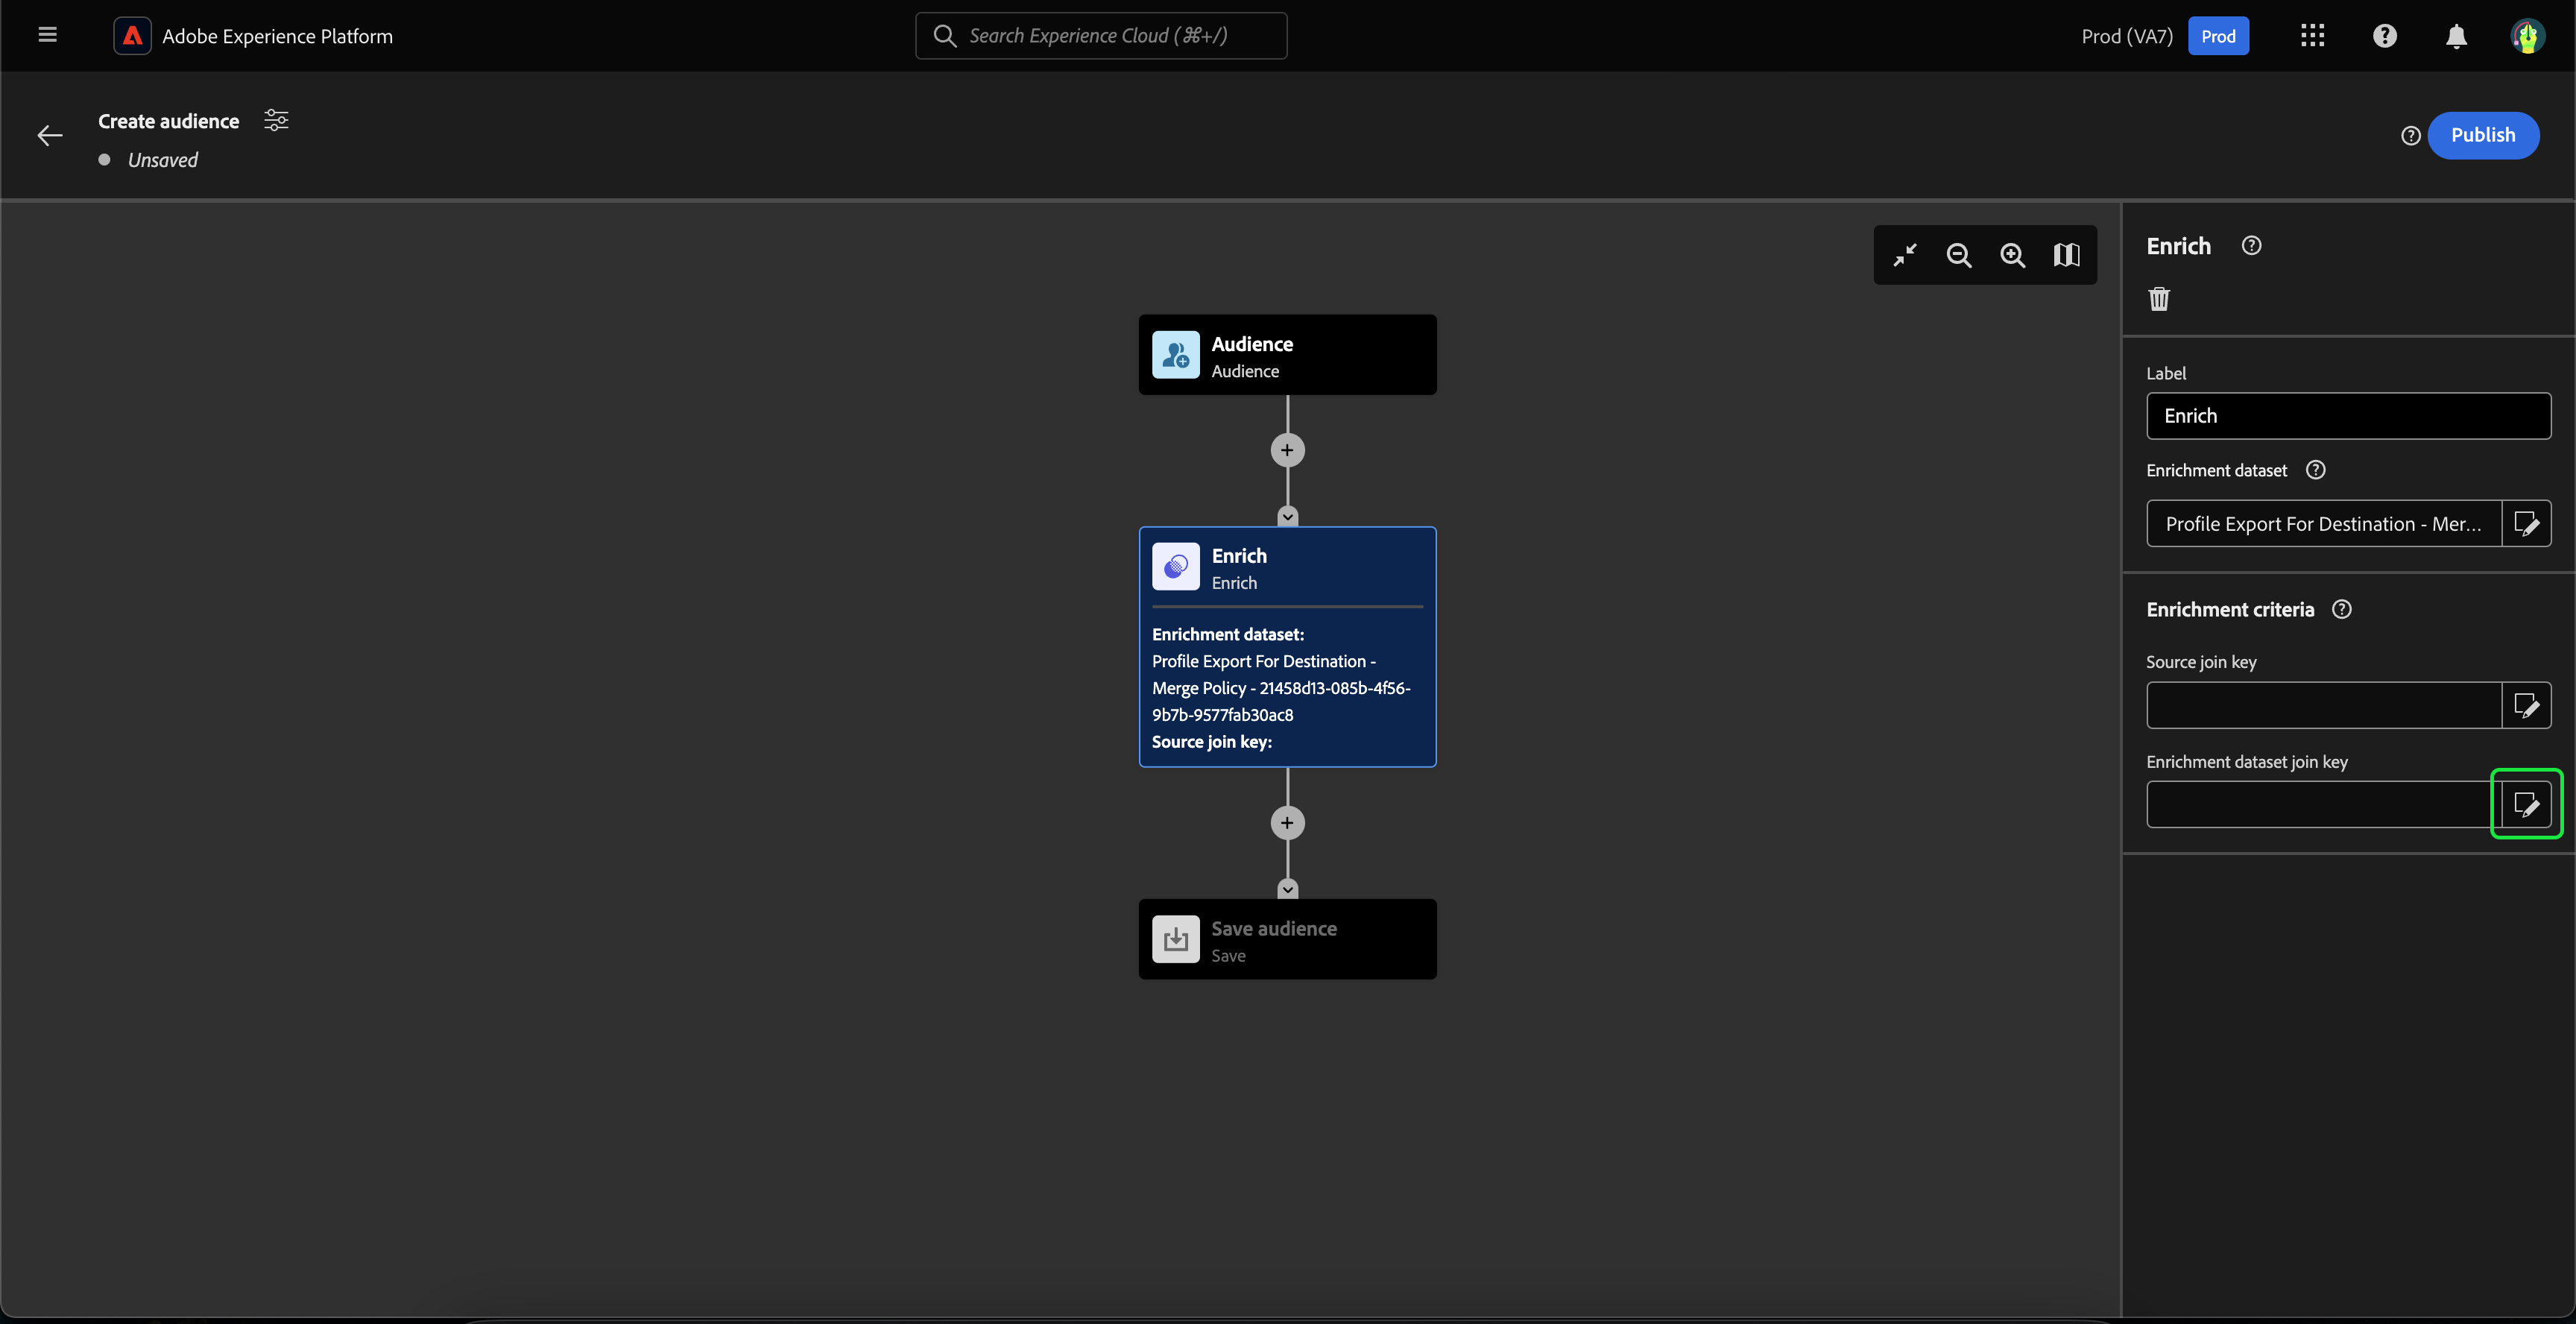 Adobe Experience Platform
Search Experience Cloud (⌘+/)
Prod (VA7)
Prod
Create audience
Unsaved
Publish
Audience
Audience
Enrich
Enrich
Enrichment dataset:
Profile Export For Destination -
Merge Policy - 21458d13-085b-4f56-
9b7b-9577fab30ac8
Source join key:
Save audience
Save
Enrich
Label
Enrich
Enrichment dataset
Profile Export For Destination - Mer...
Enrichment criteria
Source join key
Enrichment dataset join key